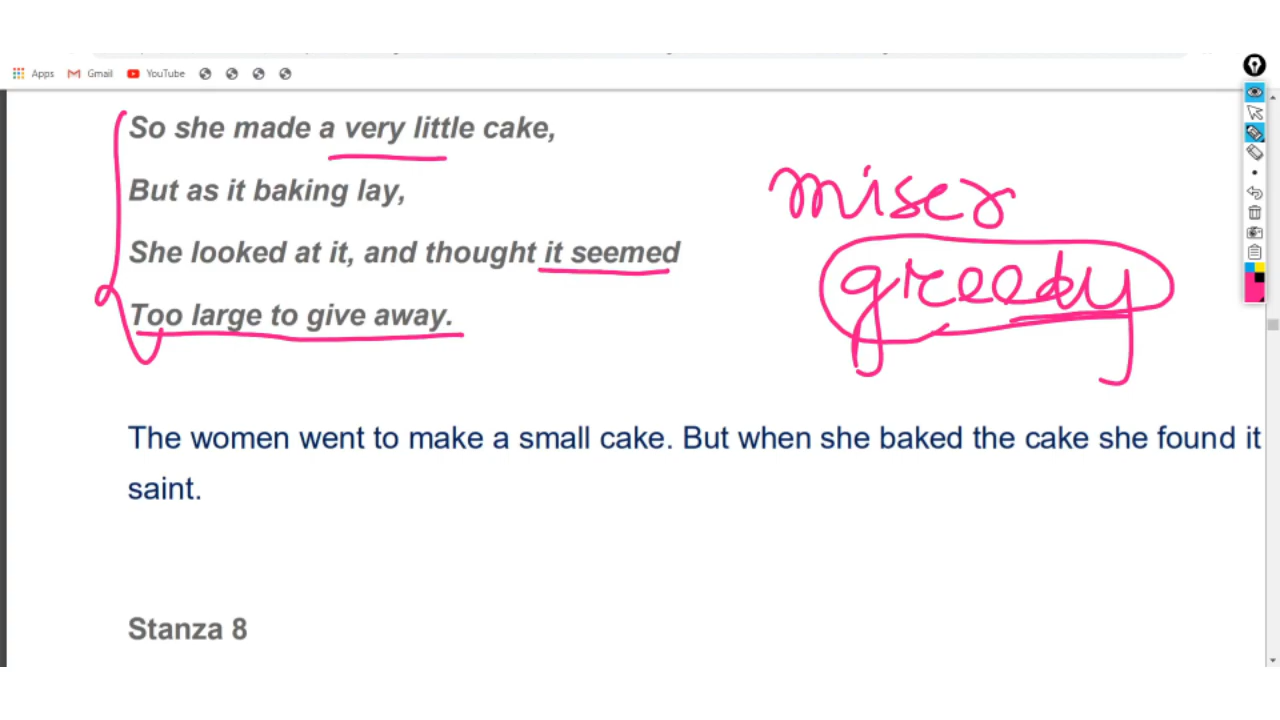 Apps Gmail YouTube
So she made a very little cake,
But as it baking lay,
She looked at it, and thought it seemed
Too large to give away.
miser
greedy
The women went to make a small cake. But when she baked the cake she found it
saint.
Stanza 8